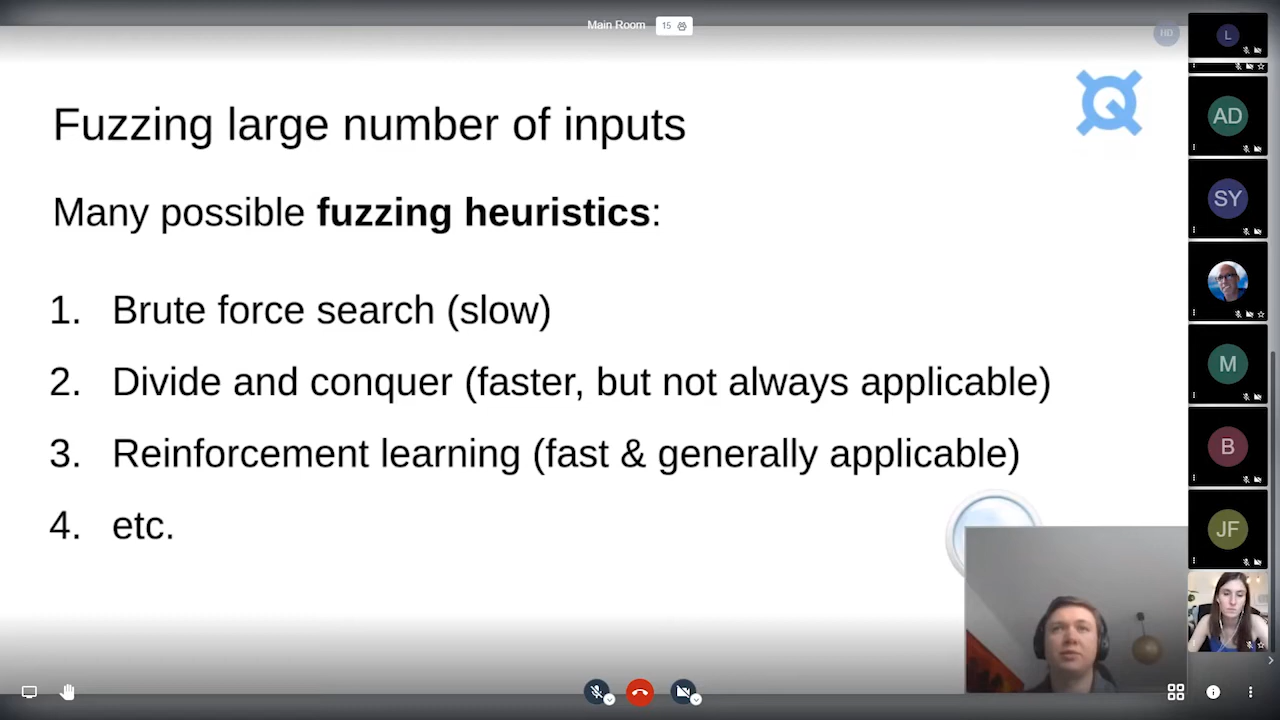 Main Room 15
HD
L
Fuzzing large number of inputs
AD
Many possible fuzzing heuristics:
SY
1. Brute force search (slow)
2. Divide and conquer (faster, but not always applicable)
M
3. Reinforcement learning (fast & generally applicable)
B
4. etc.
JF